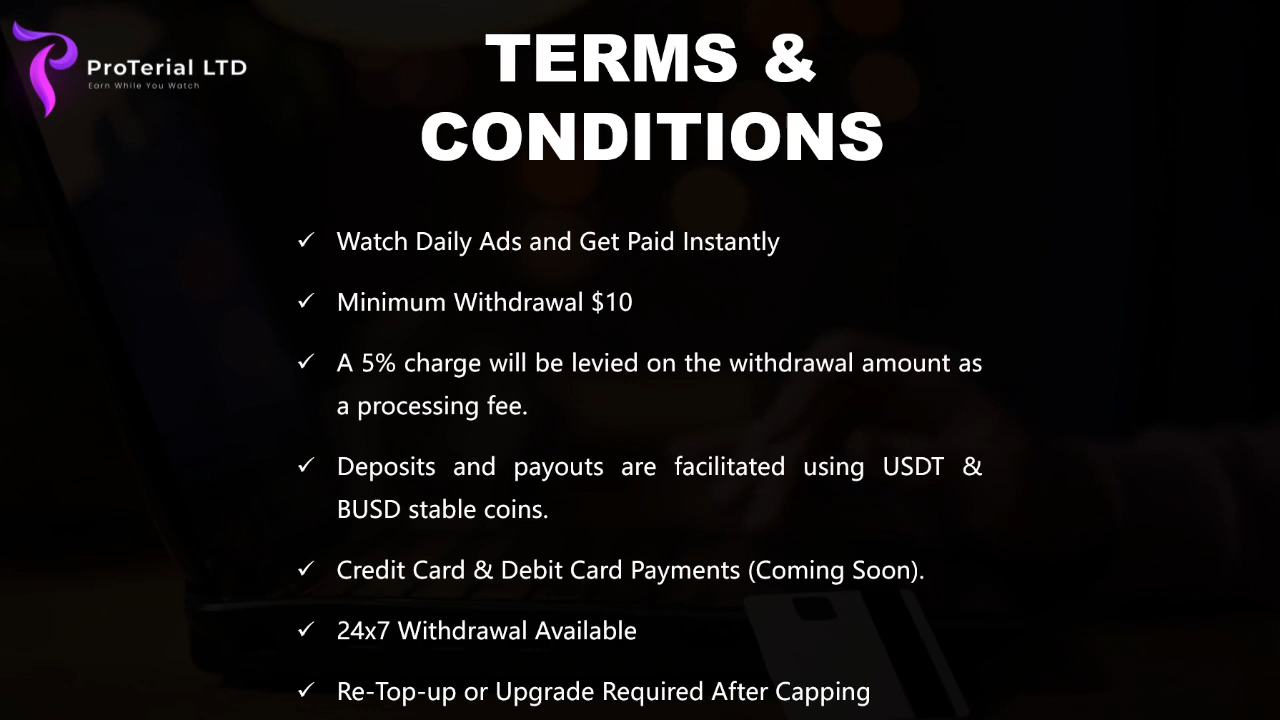 ProTerial LTD
Earn While You Watch
TERMS &
CONDITIONS
✓ Watch Daily Ads and Get Paid Instantly
✓ Minimum Withdrawal $10
✓ A 5% charge will be levied on the withdrawal amount as
a processing fee.
✓ Deposits and payouts are facilitated using USDT &
BUSD stable coins.
✓ Credit Card & Debit Card Payments (Coming Soon).
✓ 24x7 Withdrawal Available
✓ Re-Top-up or Upgrade Required After Capping